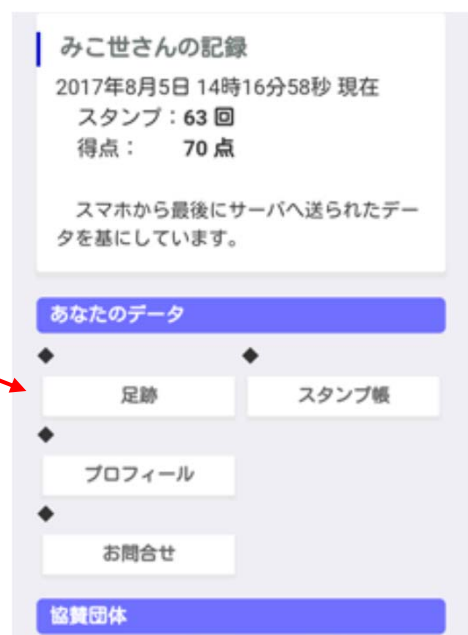 みこ世さんの記録
2017年8月5日 14時16分58秒 現在
スタンプ：63 回
得点： 70 点
スマホから最後にサーバへ送られたデー
タを基にしています。
あなたのデータ
◆ ◆
足跡 スタンプ帳
◆
プロフィール
◆
お問合せ
協賛団体